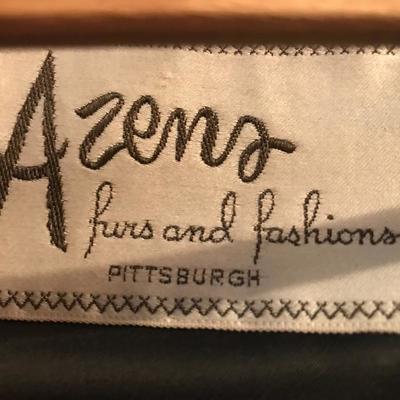 Azens
furs and fashions
PITTSBURGH